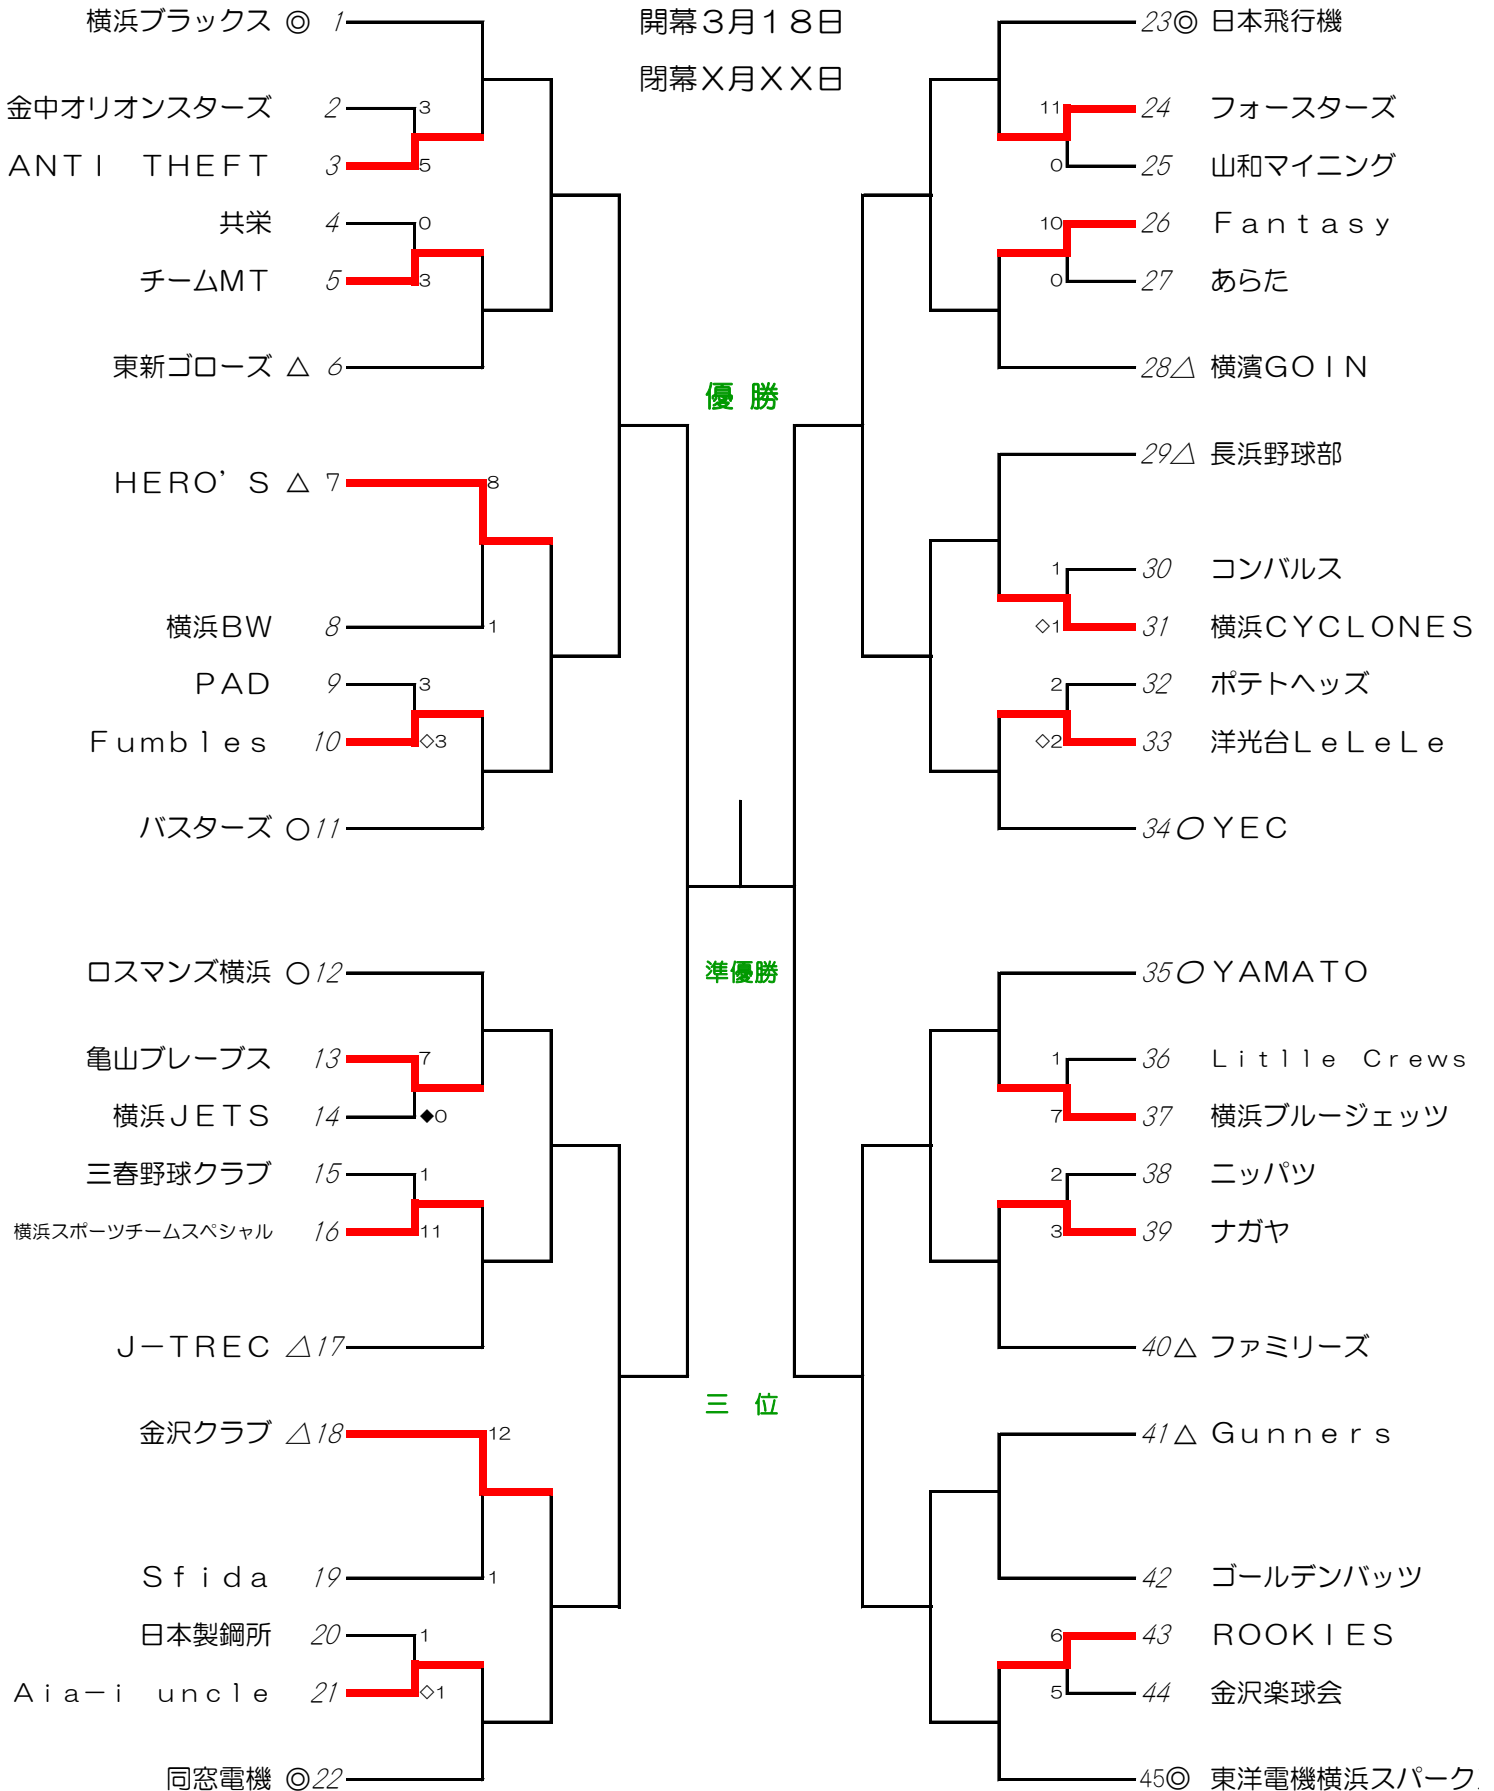 開幕３月１８日
閉幕Ｘ月ＸＸ日
横浜ブラックス ◎ 1
金中オリオンスターズ 2 3
ＡＮＴＩ　ＴＨＥＦＴ 3 5
共栄 4 0
チームＭＴ 5 3
東新ゴローズ △ 6
ＨＥＲＯ’Ｓ △ 7 8
横浜ＢＷ 8 1
ＰＡＤ 9 3
Ｆｕｍｂｌｅｓ 10 ◇3
バスターズ ○ 11
ロスマンズ横浜 ○ 12
亀山ブレーブス 13 7
横浜ＪＥＴＳ 14 ◆0
三春野球クラブ 15 1
横浜スポーツチームスペシャル 16 11
Ｊ－ＴＲＥＣ △ 17
金沢クラブ △ 18 12
Ｓｆｉｄａ 19 1
日本製鋼所 20 1
Ａｉａ－ｉ　ｕｎｃｌｅ 21 ◇1
同窓電機 ◎ 22
優 勝
準優勝
三　位
23 ◎ 日本飛行機
11 24 フォースターズ
0 25 山和マイニング
10 26 Ｆａｎｔａｓｙ
0 27 あらた
28 △ 横濱ＧＯＩＮ
29 △ 長浜野球部
1 30 コンバルス
◇1 31 横浜ＣＹＣＬＯＮＥＳ
2 32 ポテトヘッズ
◇2 33 洋光台ＬｅＬｅＬｅ
34 ○ ＹＥＣ
35 ○ ＹＡＭＡＴＯ
1 36 Ｌｉｔｌｌｅ　Ｃｒｅｗｓ
7 37 横浜ブルージェッツ
2 38 ニッパツ
3 39 ナガヤ
40 △ ファミリーズ
41 △ Ｇｕｎｎｅｒｓ
42 ゴールデンバッツ
6 43 ＲＯＯＫＩＥＳ
5 44 金沢楽球会
45 ◎ 東洋電機横浜スパーク